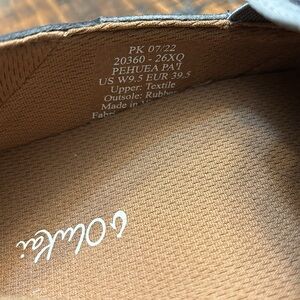 PK 07/22
20360 - 26XQ
PEHUEA PA'I
US W9.5 EUR 39.5
Upper: Textile
Outsole: Rubber
Made in
OluKai